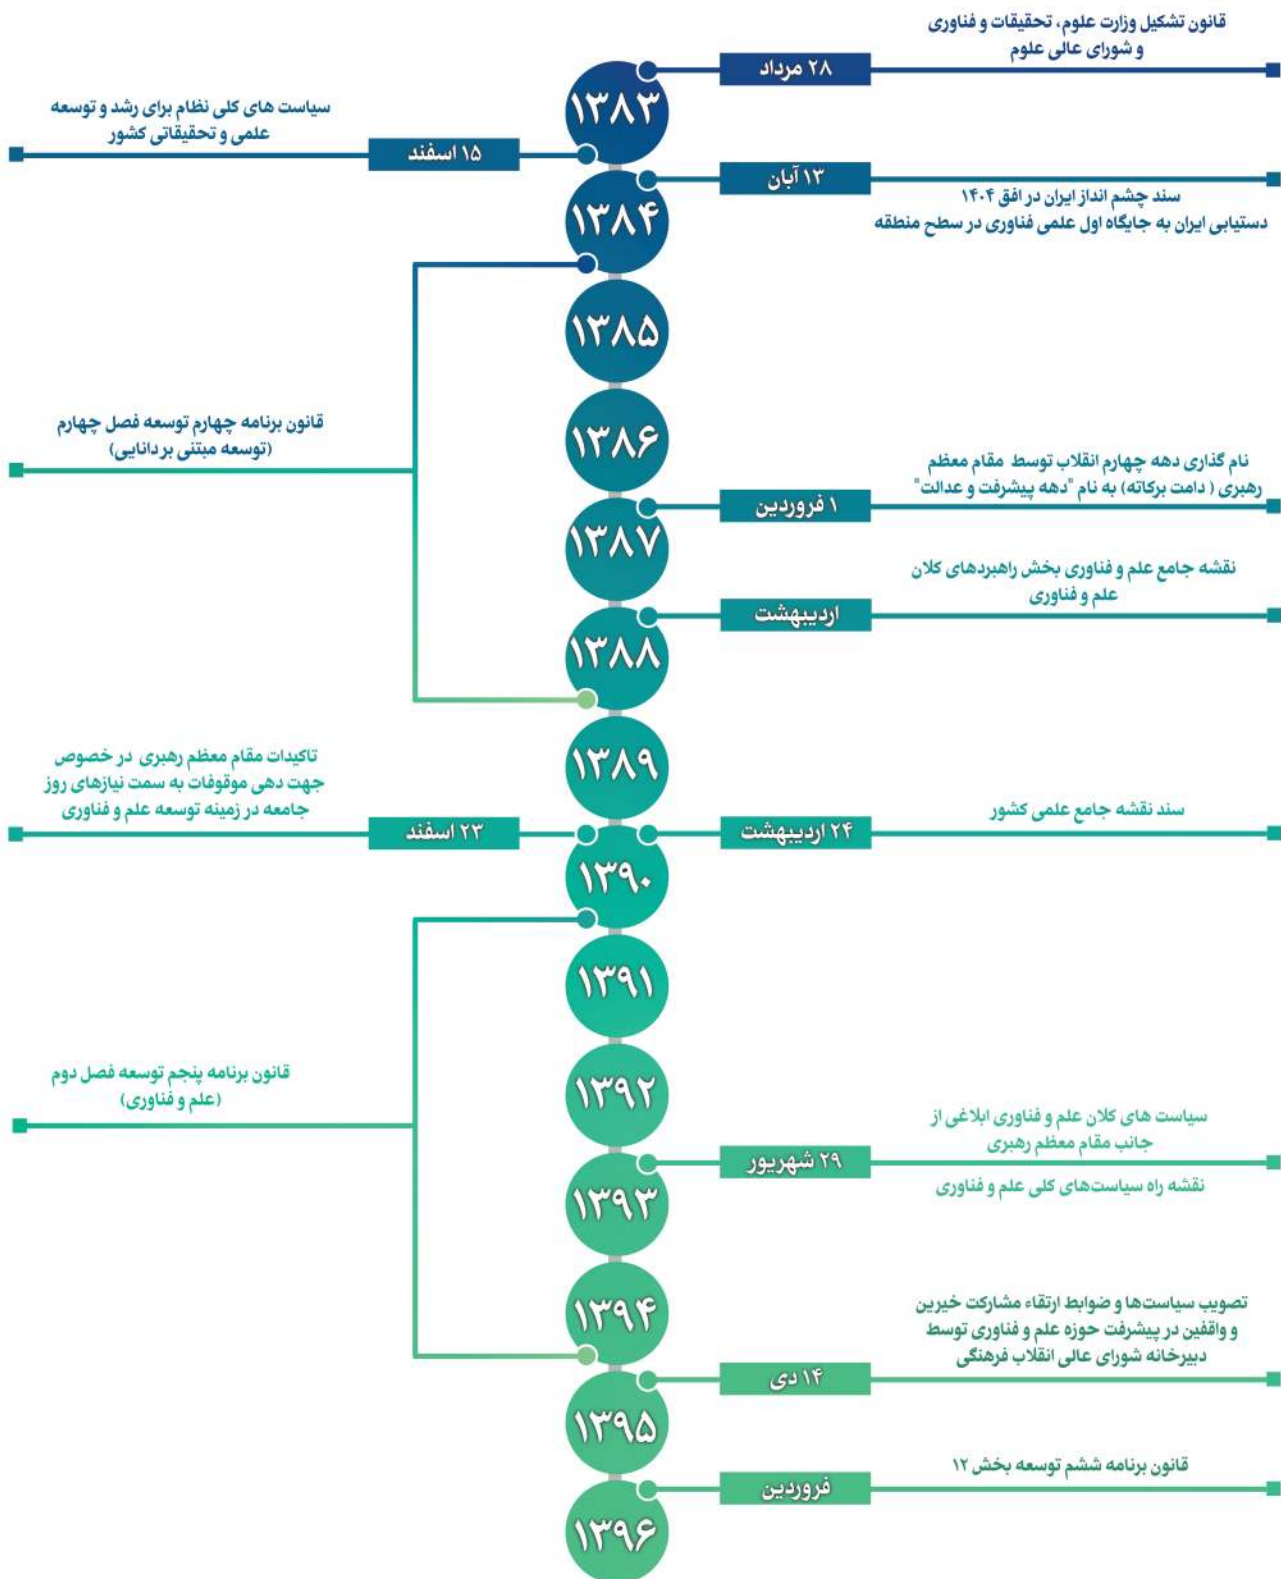 قانون تشکیل وزارت علوم، تحقیقات و فناوری
و شورای عالی علوم
۲۸ مرداد
۱۳۸۳
سیاست های کلی نظام برای رشد و توسعه
علمی و تحقیقاتی کشور
۱۵ اسفند
۱۳ آبان
سند چشم انداز ایران در افق ۱۴۰۴
دستیابی ایران به جایگاه اول علمی فناوری در سطح منطقه
۱۳۸۴
۱۳۸۵
قانون برنامه چهارم توسعه فصل چهارم
(توسعه مبتنی بر دانایی)
۱۳۸۶
نام گذاری دهه چهارم انقلاب توسط مقام معظم
رهبری ( دامت برکاته) به نام "دهه پیشرفت و عدالت"
۱ فروردین
۱۳۸۷
نقشه جامع علم و فناوری بخش راهبردهای کلان
علم و فناوری
اردیبهشت
۱۳۸۸
۱۳۸۹
تاکیدات مقام معظم رهبری در خصوص
جهت دهی موقوفات به سمت نیازهای روز
جامعه در زمینه توسعه علم و فناوری
۲۳ اسفند
سند نقشه جامع علمی کشور
۲۴ اردیبهشت
۱۳۹۰
۱۳۹۱
قانون برنامه پنجم توسعه فصل دوم
(علم و فناوری)
۱۳۹۲
سیاست های کلان علم و فناوری ابلاغی از
جانب مقام معظم رهبری
۲۹ شهریور
نقشه راه سیاست‌های کلی علم و فناوری
۱۳۹۳
۱۳۹۴
تصویب سیاست‌ها و ضوابط ارتقاء مشارکت خیرین
و واقفین در پیشرفت حوزه علم و فناوری توسط
دبیرخانه شورای عالی انقلاب فرهنگی
۱۴ دی
۱۳۹۵
قانون برنامه ششم توسعه بخش ۱۲
فروردین
۱۳۹۶